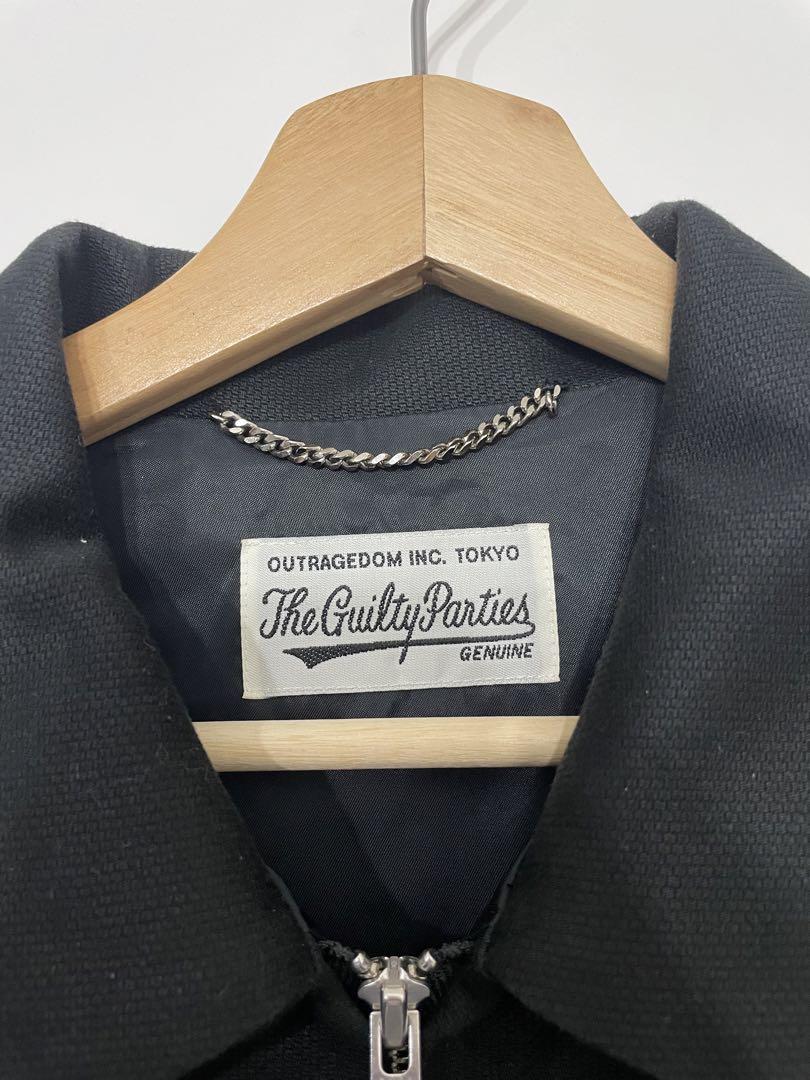 OUTRAGEDOM INC. TOKYO
The Guilty Parties
GENUINE